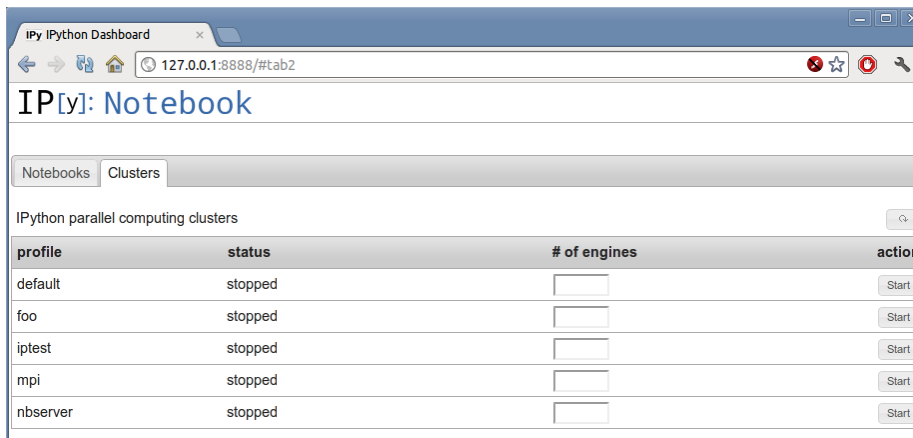 IPy IPython Dashboard
127.0.0.1:8888/#tab2
IP[y]: Notebook
Notebooks Clusters
IPython parallel computing clusters
profile status # of engines action
default stopped Start
foo stopped Start
iptest stopped Start
mpi stopped Start
nbserver stopped Start